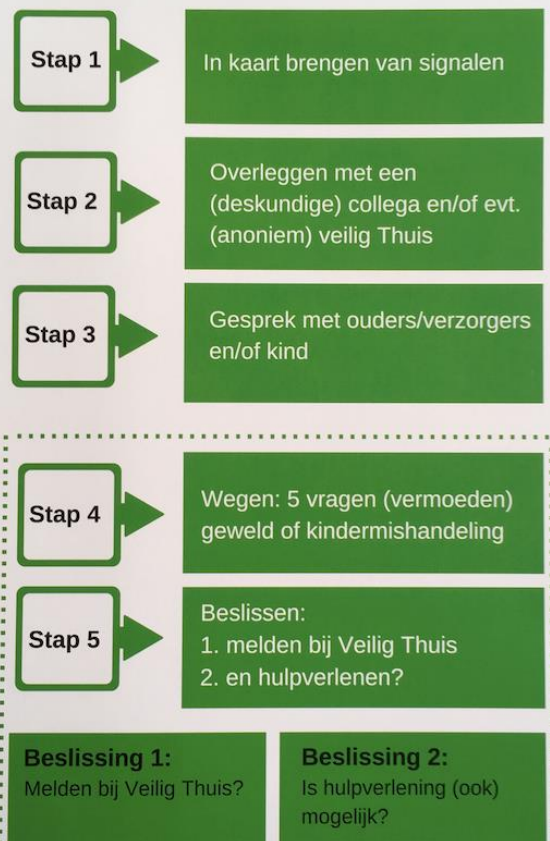 Stap 1
In kaart brengen van signalen
Stap 2
Overleggen met een
(deskundige) collega en/of evt.
(anoniem) veilig Thuis
Stap 3
Gesprek met ouders/verzorgers
en/of kind
Stap 4
Wegen: 5 vragen (vermoeden)
geweld of kindermishandeling
Stap 5
Beslissen:
1. melden bij Veilig Thuis
2. en hulpverlenen?
Beslissing 1:
Melden bij Veilig Thuis?
Beslissing 2:
Is hulpverlening (ook)
mogelijk?